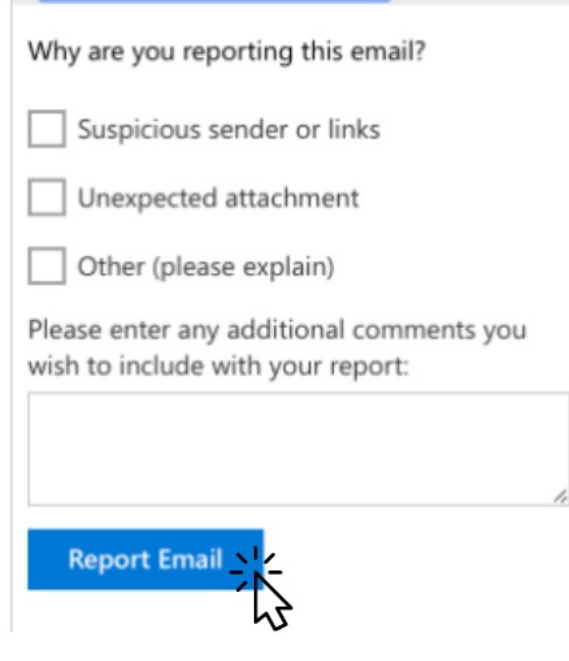 Why are you reporting this email?
Suspicious sender or links
Unexpected attachment
Other (please explain)
Please enter any additional comments you
wish to include with your report:
Report Email